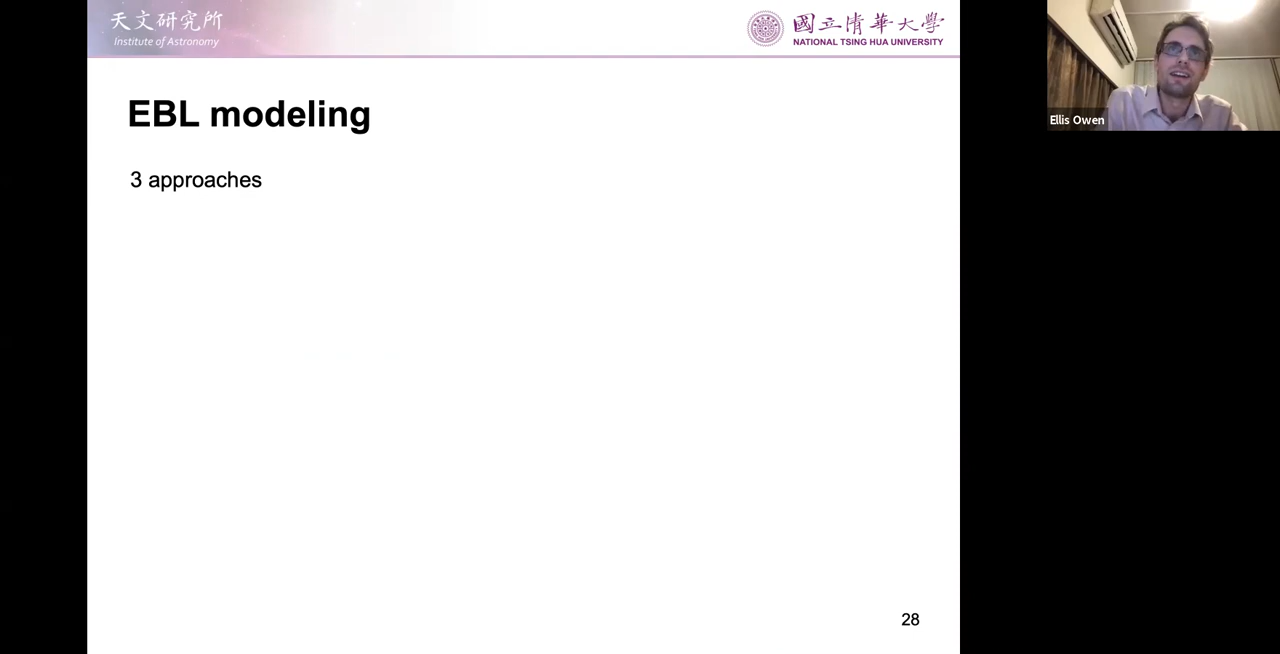 天文研究所
Institute of Astronomy
國立清華大學
NATIONAL TSING HUA UNIVERSITY
Ellis Owen
EBL modeling
3 approaches
28